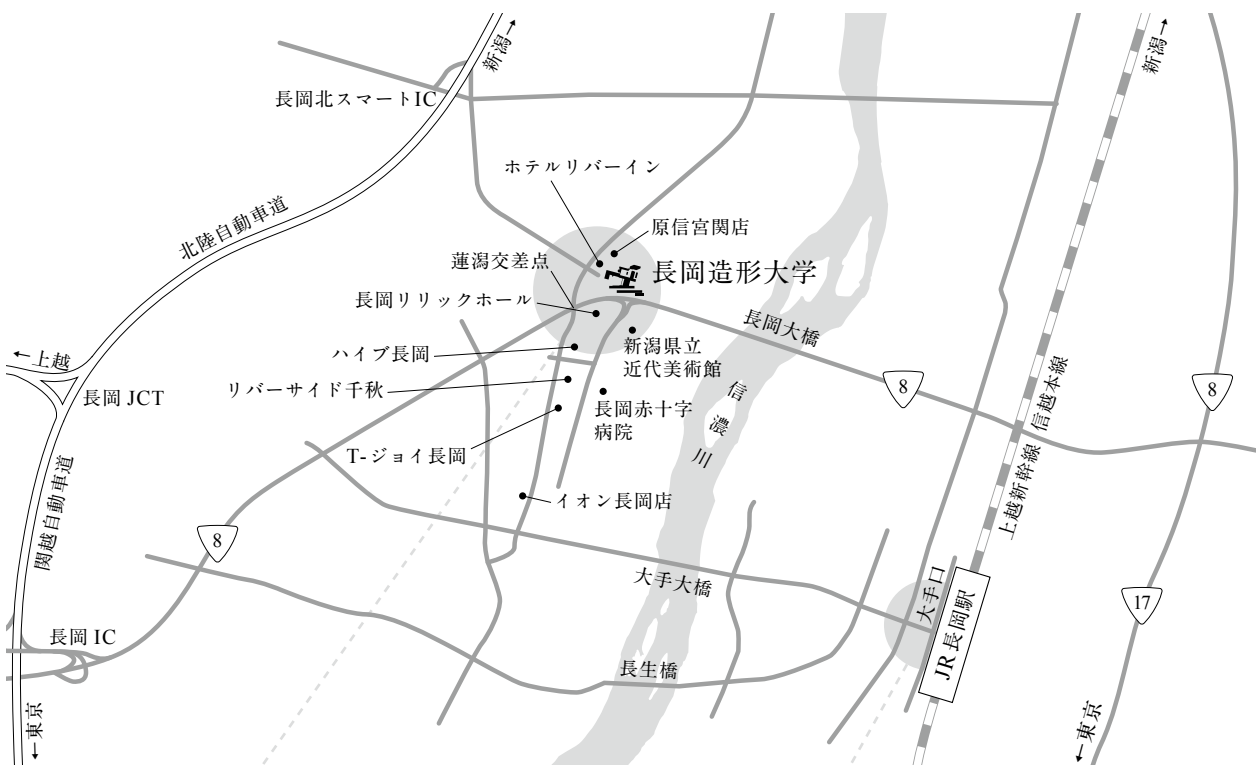 新潟→
新潟→
長岡北スマートIC
ホテルリバーイン
原信宮関店
北陸自動車道
蓮潟交差点
長岡造形大学
長岡リリックホール
長岡大橋
←上越
ハイブ長岡
新潟県立
近代美術館
8
8
信越本線
長岡 JCT
リバーサイド千秋
長岡赤十字
病院
信濃川
T-ジョイ長岡
上越新幹線
イオン長岡店
関越自動車道
8
大手大橋
大手口
17
長岡 IC
長生橋
JR長岡駅
←東京
←東京